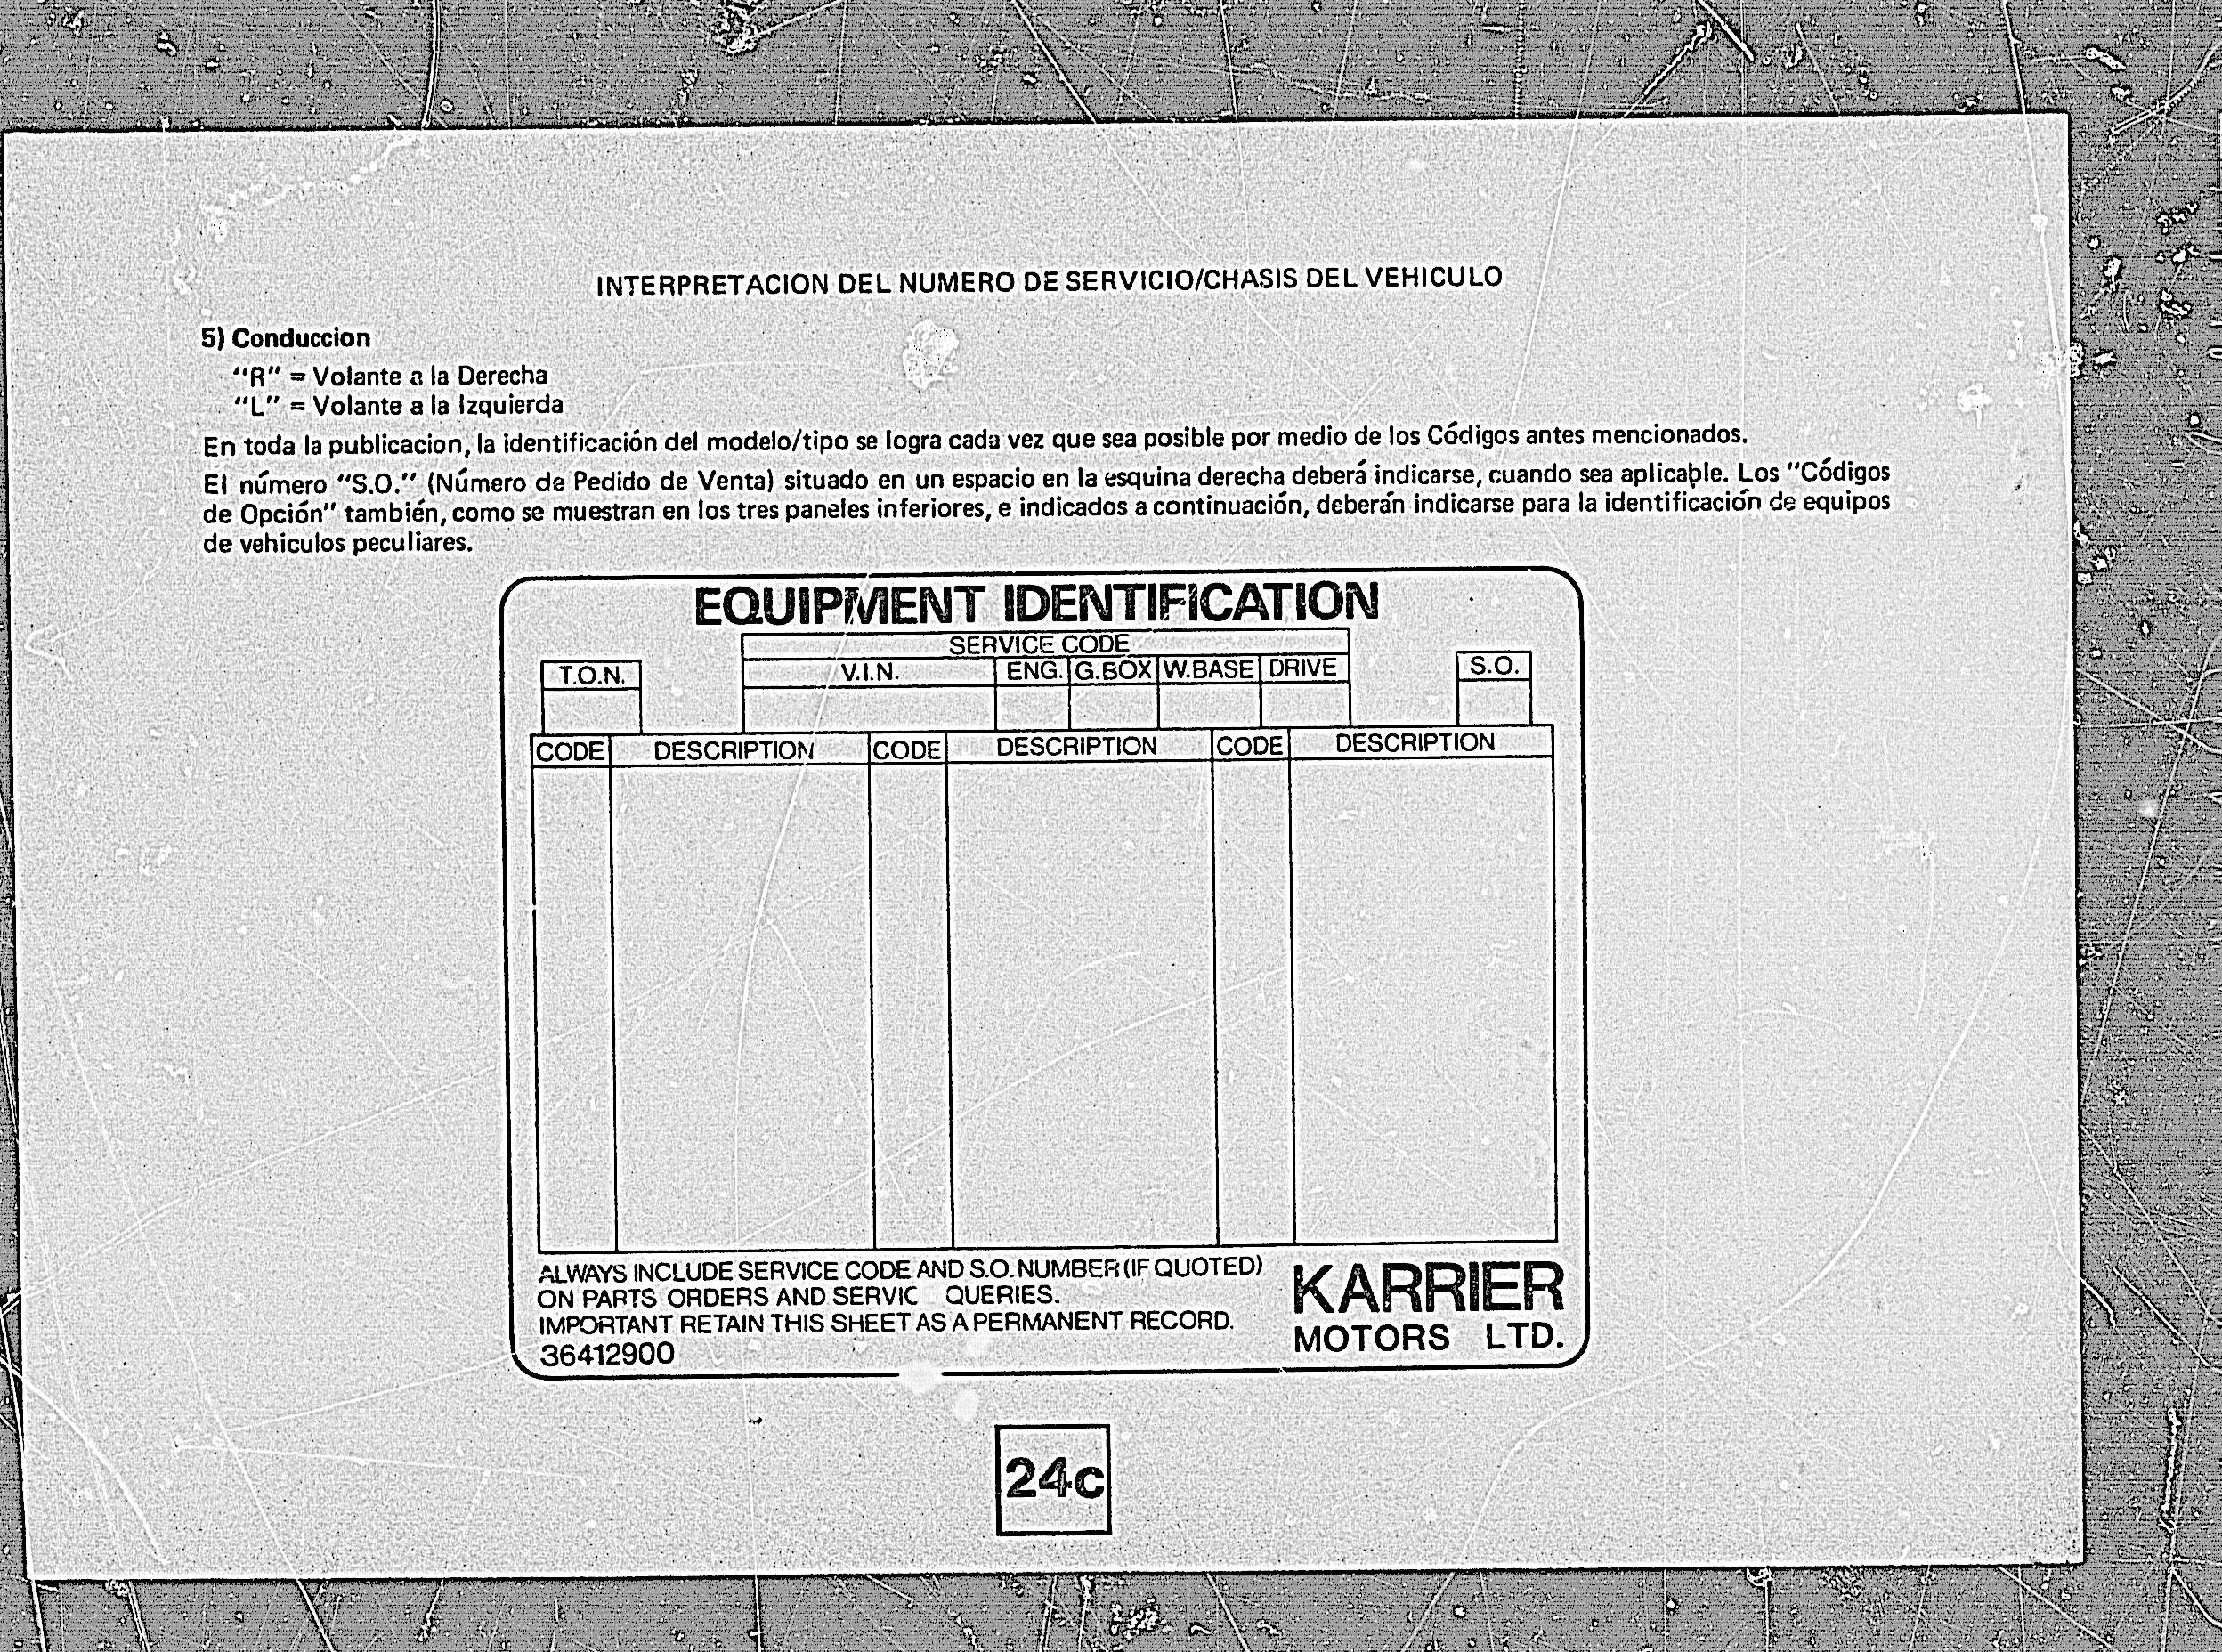 INTERPRETACION DEL NUMERO DE SERVICIO/CHASIS DEL VEHICULO
5) Conduccion
"R" = Volante a la Derecha
"L" = Volante a la Izquierda
En toda la publicacion, la identificación del modelo/tipo se logra cada vez que sea posible por medio de los Códigos antes mencionados.
El número "S.O." (Número de Pedido de Venta) situado en un espacio en la esquina derecha deberá indicarse, cuando sea aplicable. Los "Códigos
de Opción" también, como se muestran en los tres paneles inferiores, e indicados a continuación, deberán indicarse para la identificación de equipos
de vehiculos peculiares.
EQUIPMENT IDENTIFICATION
SERVICE CODE
T.O.N. V.I.N. ENG. G.BOX W.BASE DRIVE S.O.
CODE DESCRIPTION CODE DESCRIPTION CODE DESCRIPTION
ALWAYS INCLUDE SERVICE CODE AND S.O. NUMBER (IF QUOTED)
ON PARTS ORDERS AND SERVIC QUERIES.
IMPORTANT RETAIN THIS SHEET AS A PERMANENT RECORD.
36412900
KARRIER
MOTORS LTD.
24c